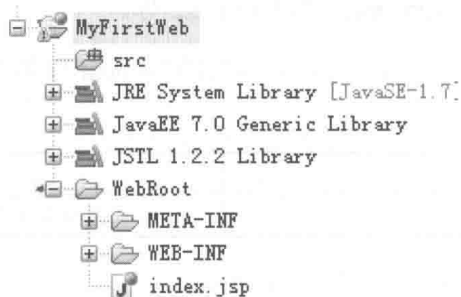 MyFirstWeb
src
JRE System Library [JavaSE-1.7]
JavaEE 7.0 Generic Library
JSTL 1.2.2 Library
WebRoot
META-INF
WEB-INF
index.jsp